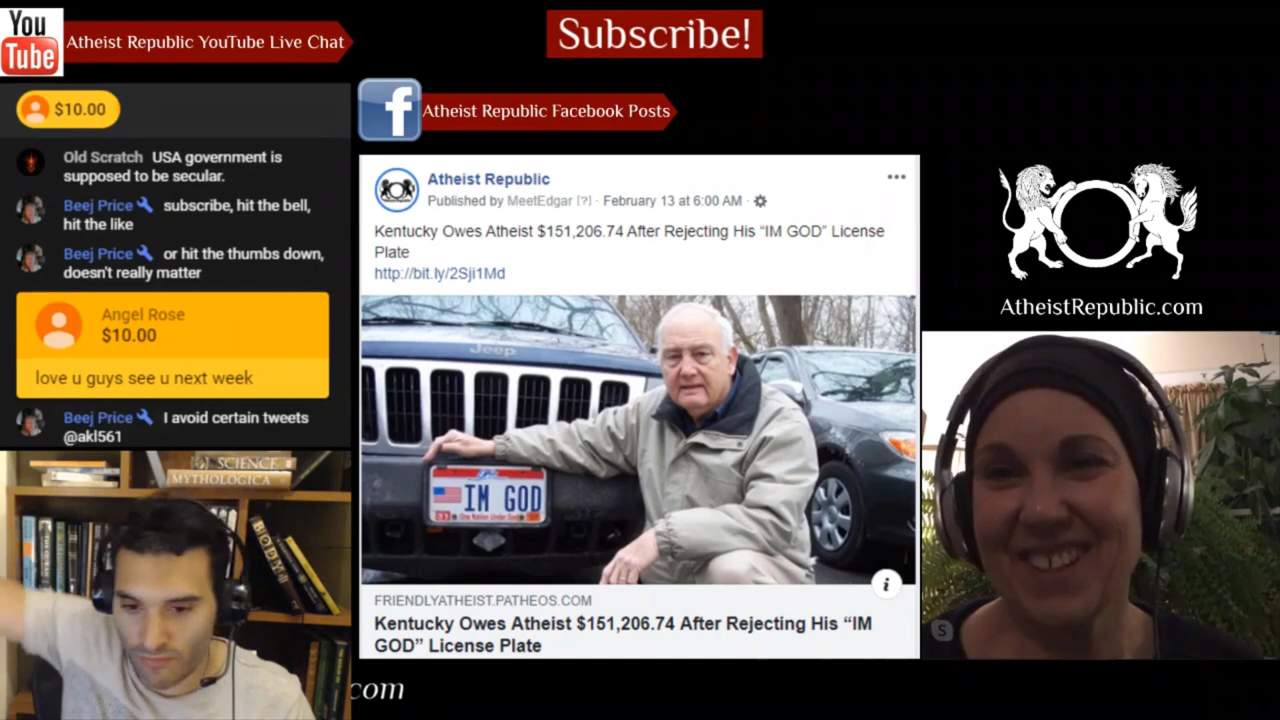 You
Tube
Atheist Republic YouTube Live Chat
Subscribe!
$10.00
Old Scratch USA government is
supposed to be secular.
Beej Price subscribe, hit the bell,
hit the like
Beej Price or hit the thumbs down,
doesn't really matter
Angel Rose
$10.00
love u guys see u next week
Beej Price I avoid certain tweets
@akl561
f
Atheist Republic Facebook Posts
Atheist Republic
Published by MeetEdgar [?] · February 13 at 6:00 AM ·
Kentucky Owes Atheist $151,206.74 After Rejecting His “IM GOD” License
Plate
http://bit.ly/2Sji1Md
Jeep
IM GOD
i
FRIENDLYATHEIST.PATHEOS.COM
Kentucky Owes Atheist $151,206.74 After Rejecting His “IM
GOD” License Plate
AtheistRepublic.com
S
SCIENCE
MYTHOLOGICA
BODY
com